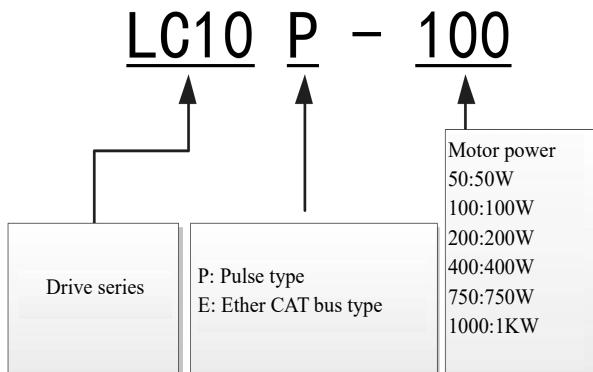 LC10 P - 100
Motor power
50:50W
100:100W
200:200W
400:400W
750:750W
1000:1KW
Drive series
P: Pulse type
E: Ether CAT bus type